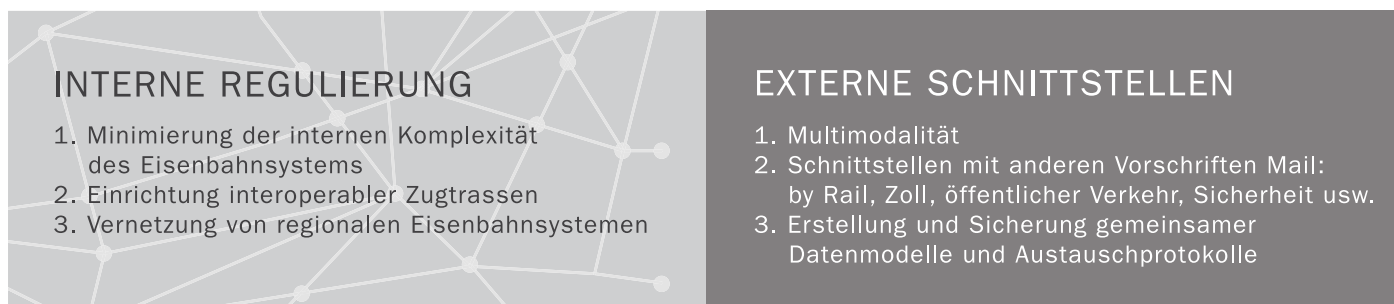 INTERNE REGULIERUNG
1. Minimierung der internen Komplexität
des Eisenbahnsystems
2. Einrichtung interoperabler Zugtrassen
3. Vernetzung von regionalen Eisenbahnsystemen
EXTERNE SCHNITTSTELLEN
1. Multimodalität
2. Schnittstellen mit anderen Vorschriften Mail:
by Rail, Zoll, öffentlicher Verkehr, Sicherheit usw.
3. Erstellung und Sicherung gemeinsamer
Datenmodelle und Austauschprotokolle